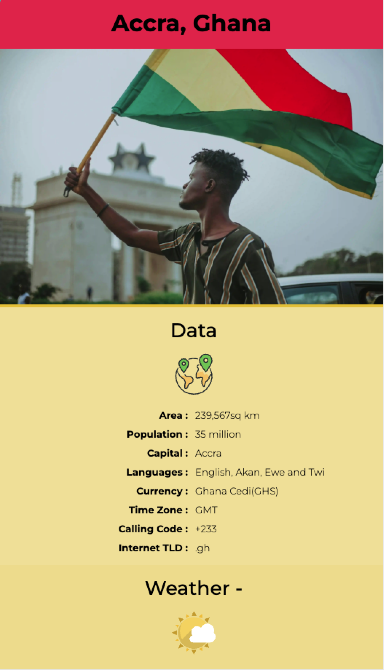 Accra, Ghana
Data
Area : 239,567sq km
Population : 35 million
Capital : Accra
Languages : English, Akan, Ewe and Twi
Currency : Ghana Cedi(GHS)
Time Zone : GMT
Calling Code : +233
Internet TLD : .gh
Weather -